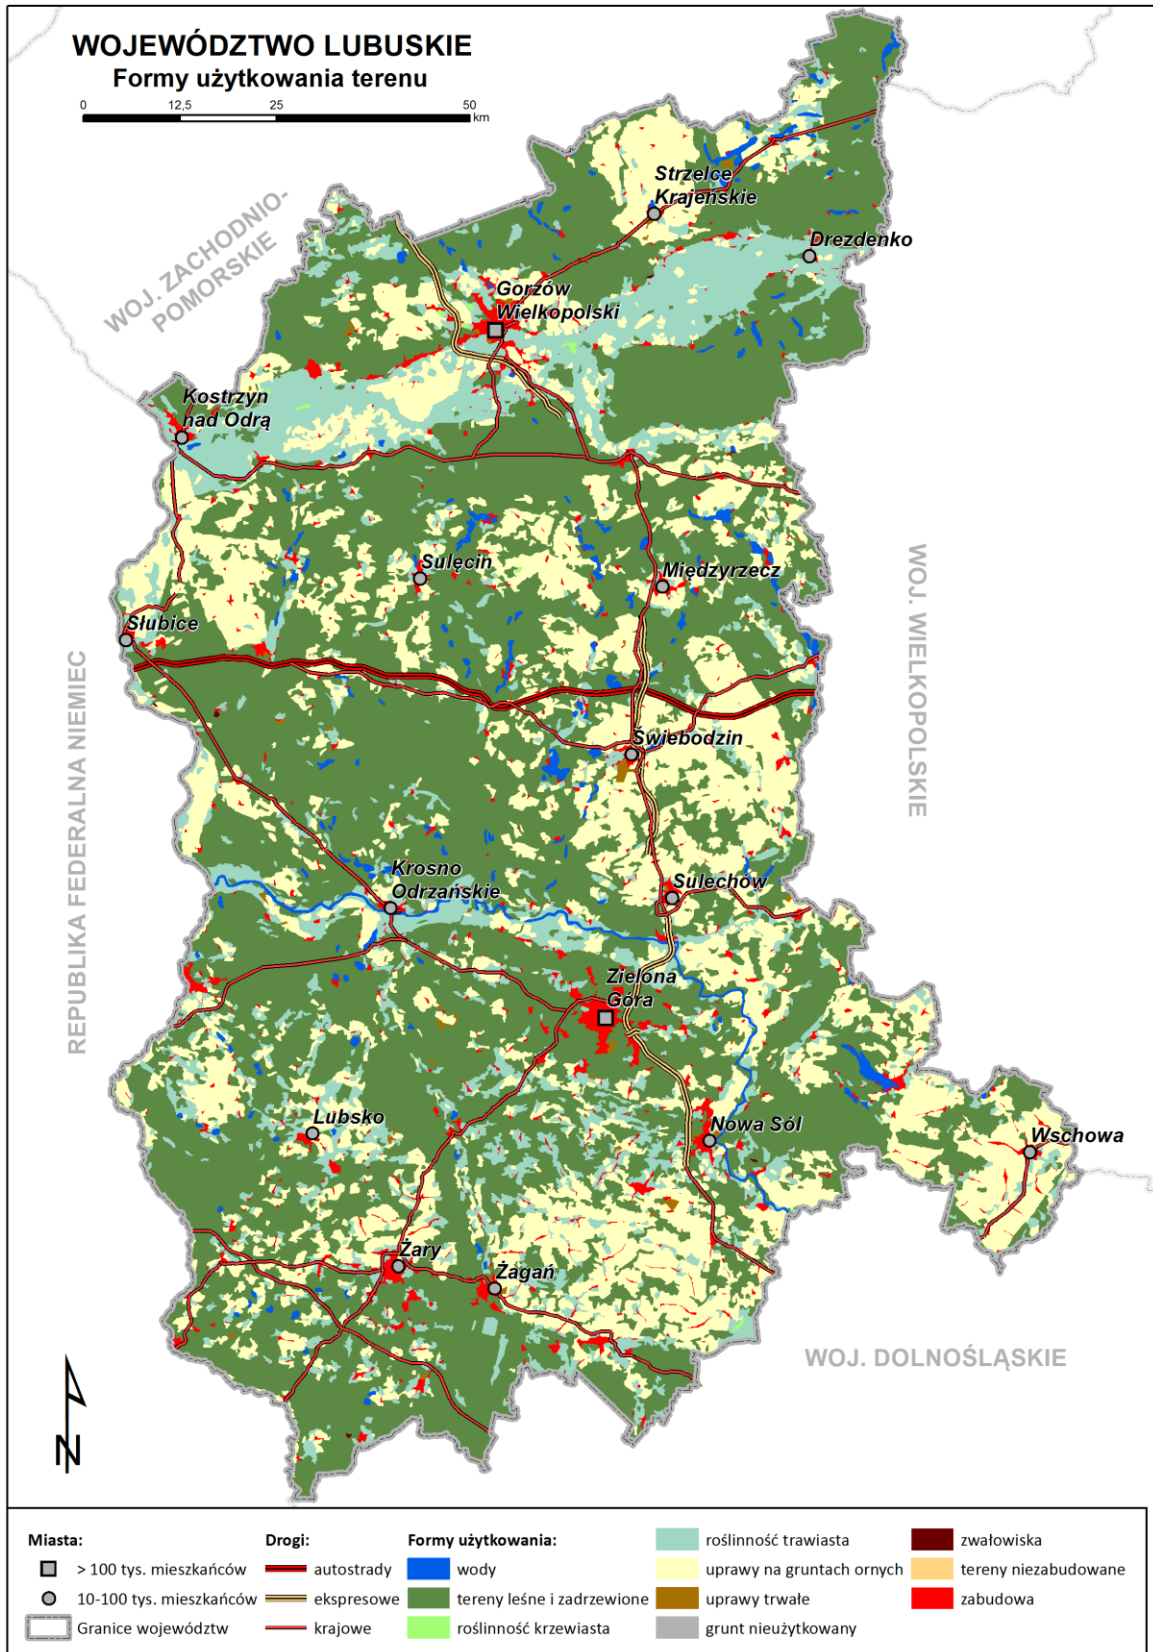 WOJEWÓDZTWO LUBUSKIE
Formy użytkowania terenu
0 12,5 25 50
km
Strzelce
Krajeńskie
Drezdenko
WOJ. ZACHODNIO-
POMORSKIE
Gorzów
Wielkopolski
Kostrzyn
nad Odrą
Sulęcin
Międzyrzecz
Słubice
WOJ. WIELKOPOLSKIE
REPUBLIKA FEDERALNA NIEMIEC
Świebodzin
Krosno
Odrzańskie
Sulechów
Zielona
Góra
Lubsko
Nowa Sól
Wschowa
Żary
Żagań
WOJ. DOLNOŚLĄSKIE
N
Miasta:
> 100 tys. mieszkańców
10-100 tys. mieszkańców
Granice województw
Drogi:
autostrady
ekspresowe
krajowe
Formy użytkowania:
wody
tereny leśne i zadrzewione
roślinność krzewiasta
roślinność trawiasta
uprawy na gruntach ornych
uprawy trwałe
grunt nieużytkowany
zwałowiska
tereny niezabudowane
zabudowa